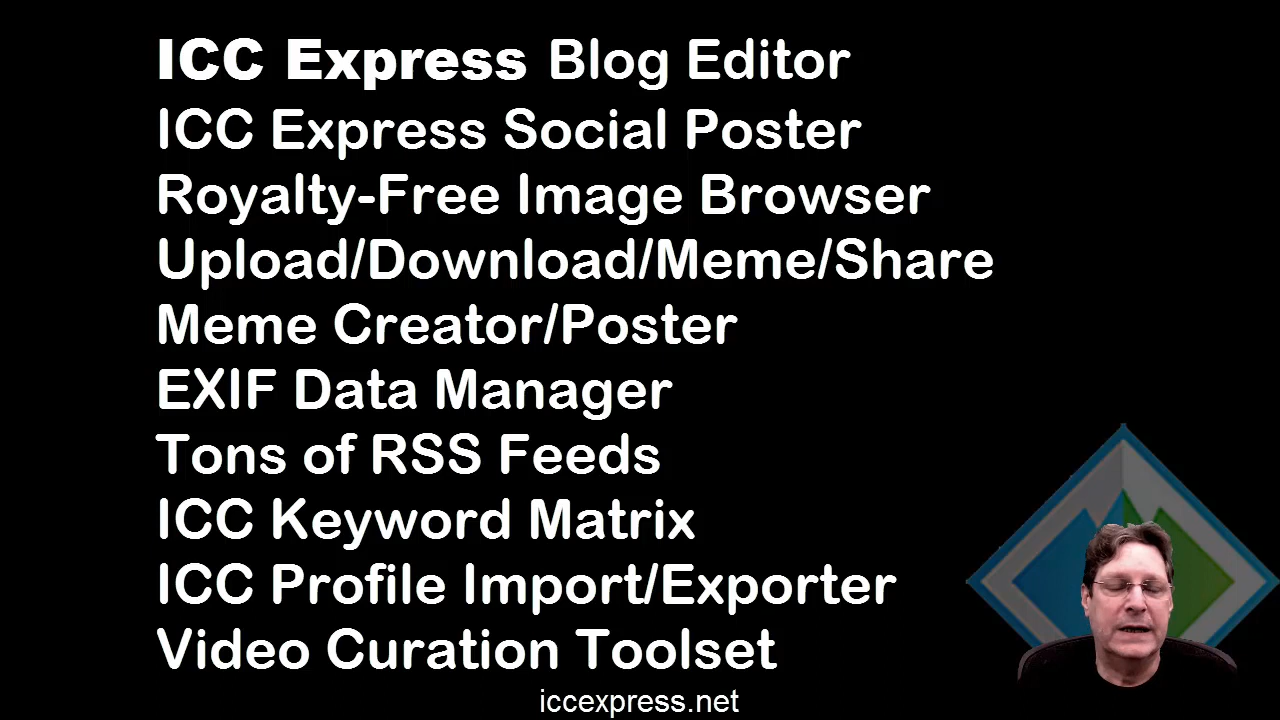 ICC Express Blog Editor
ICC Express Social Poster
Royalty-Free Image Browser
Upload/Download/Meme/Share
Meme Creator/Poster
EXIF Data Manager
Tons of RSS Feeds
ICC Keyword Matrix
ICC Profile Import/Exporter
Video Curation Toolset
iccexpress.net